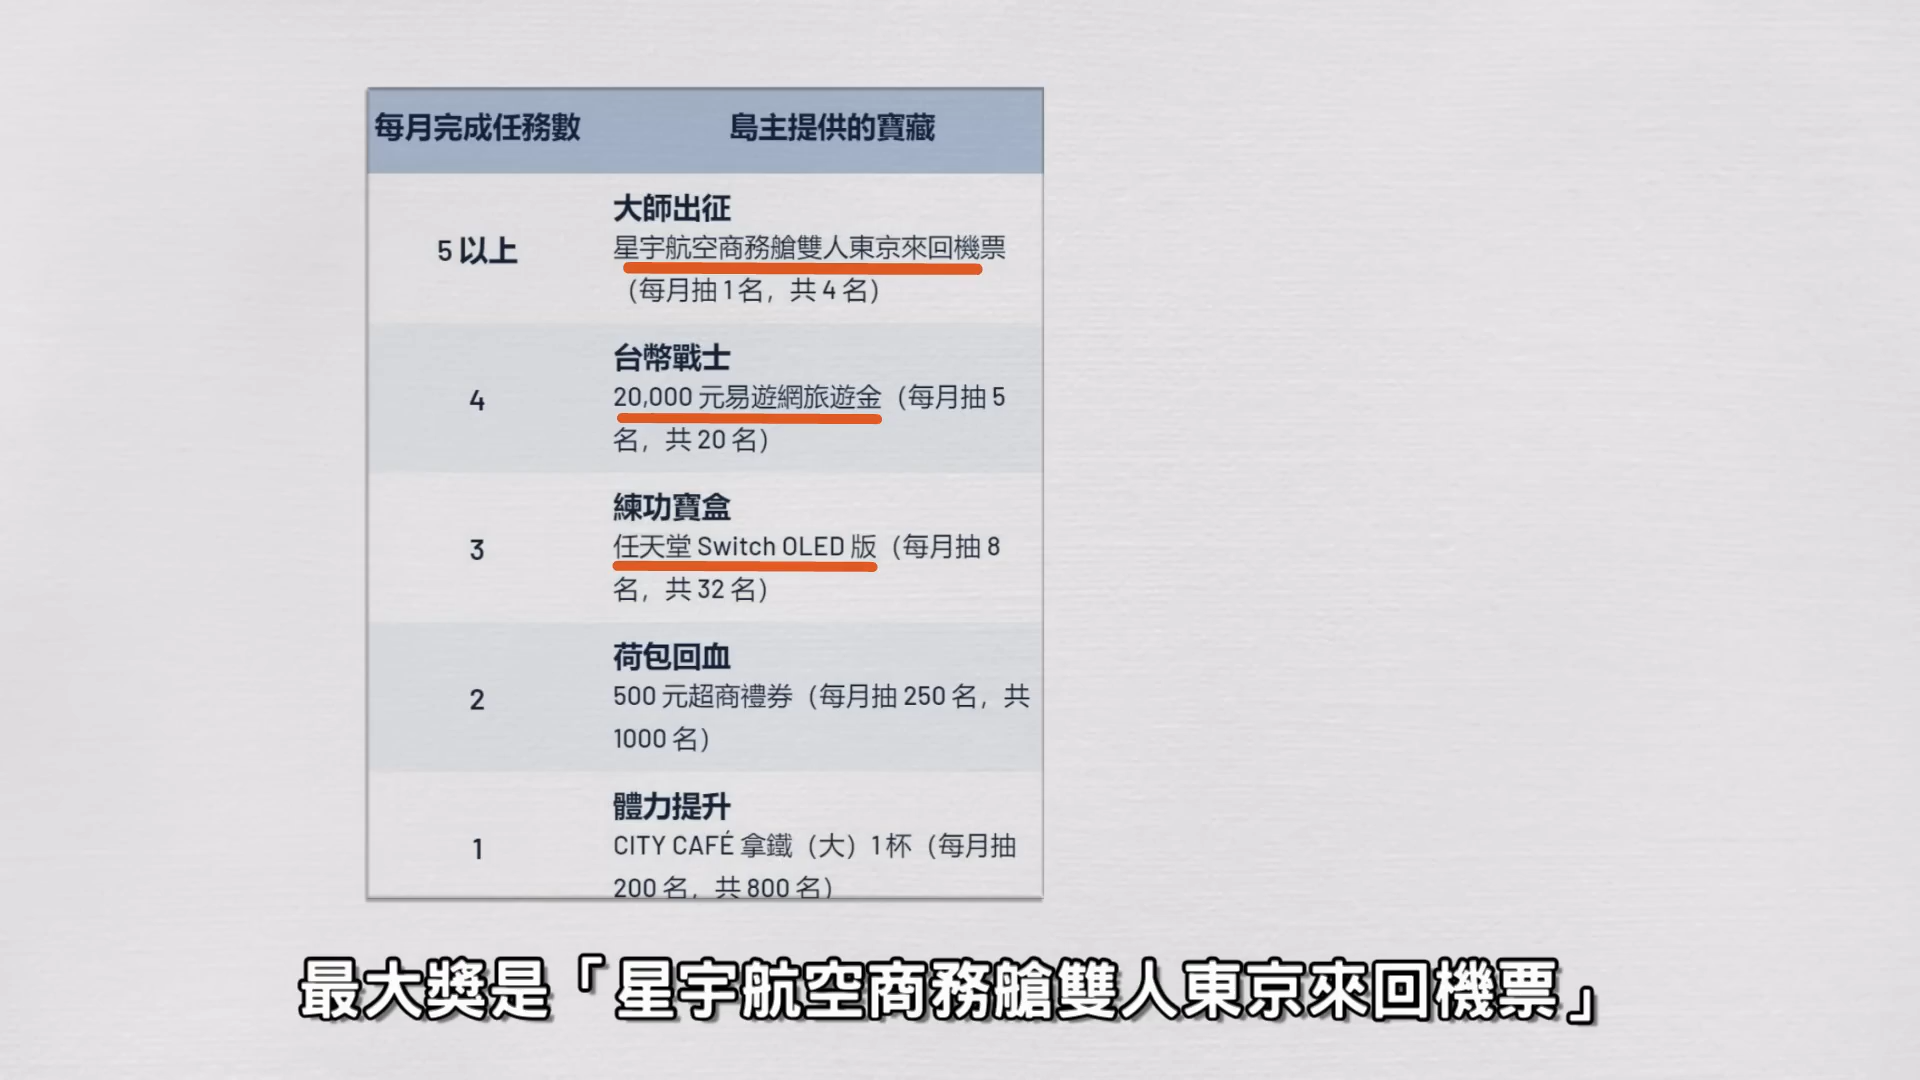 每月完成任務數 島主提供的寶藏
5 以上
大師出征
星宇航空商務艙雙人東京來回機票
（每月抽 1 名，共 4 名）
4
台幣戰士
20,000 元易遊網旅遊金（每月抽 5
名，共 20 名）
3
練功寶盒
任天堂 Switch OLED 版（每月抽 8
名，共 32 名）
2
荷包回血
500 元超商禮券（每月抽 250 名，共
1000 名）
1
體力提升
CITY CAFÉ 拿鐵（大）1 杯（每月抽
200 名，共 800 名）
最大獎是「星宇航空商務艙雙人東京來回機票」